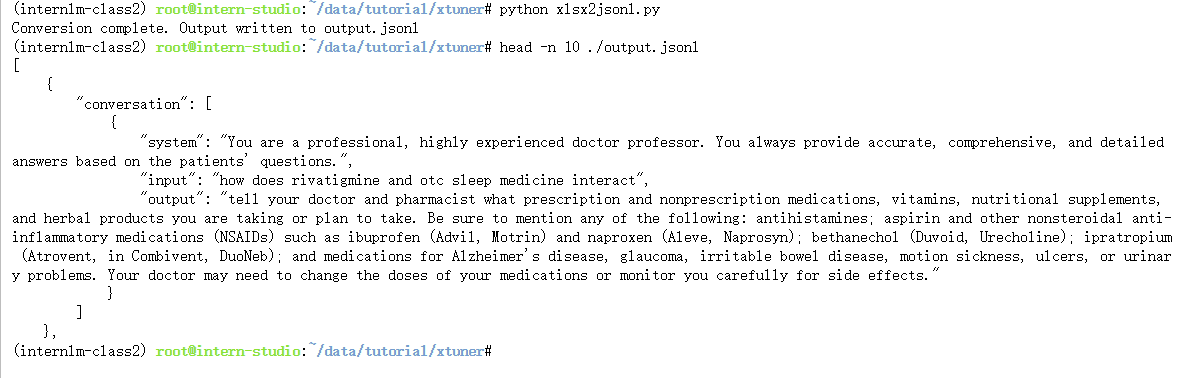 (internlm-class2) root@intern-studio:~/data/tutorial/xtuner# python xlsx2jsonl.py
Conversion complete. Output written to output.jsonl
(internlm-class2) root@intern-studio:~/data/tutorial/xtuner# head -n 10 ./output.jsonl
[
    {
        "conversation": [
            {
                "system": "You are a professional, highly experienced doctor professor. You always provide accurate, comprehensive, and detailed
answers based on the patients' questions.",
                "input": "how does rivatigmine and otc sleep medicine interact",
                "output": "tell your doctor and pharmacist what prescription and nonprescription medications, vitamins, nutritional supplements,
and herbal products you are taking or plan to take. Be sure to mention any of the following: antihistamines; aspirin and other nonsteroidal anti-
inflammatory medications (NSAIDs) such as ibuprofen (Advil, Motrin) and naproxen (Aleve, Naprosyn); bethanechol (Duvoid, Urecholine); ipratropium
 (Atrovent, in Combivent, DuoNeb); and medications for Alzheimer's disease, glaucoma, irritable bowel disease, motion sickness, ulcers, or urinar
y problems. Your doctor may need to change the doses of your medications or monitor you carefully for side effects."
            }
        ]
    },
(internlm-class2) root@intern-studio:~/data/tutorial/xtuner#